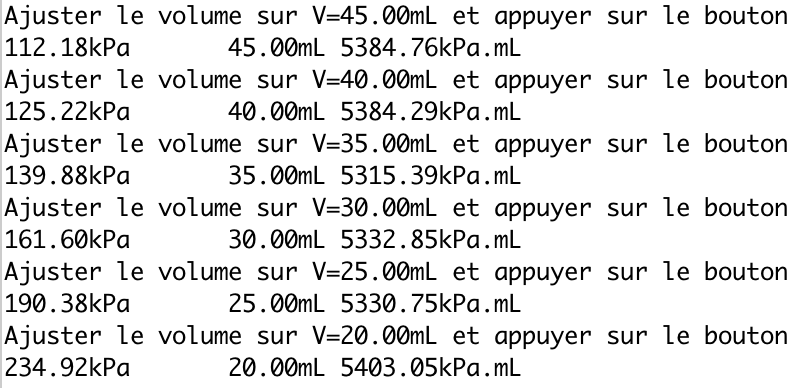 Ajuster le volume sur V=45.00mL et appuyer sur le bouton
112.18kPa 45.00mL 5384.76kPa.mL
Ajuster le volume sur V=40.00mL et appuyer sur le bouton
125.22kPa 40.00mL 5384.29kPa.mL
Ajuster le volume sur V=35.00mL et appuyer sur le bouton
139.88kPa 35.00mL 5315.39kPa.mL
Ajuster le volume sur V=30.00mL et appuyer sur le bouton
161.60kPa 30.00mL 5332.85kPa.mL
Ajuster le volume sur V=25.00mL et appuyer sur le bouton
190.38kPa 25.00mL 5330.75kPa.mL
Ajuster le volume sur V=20.00mL et appuyer sur le bouton
234.92kPa 20.00mL 5403.05kPa.mL